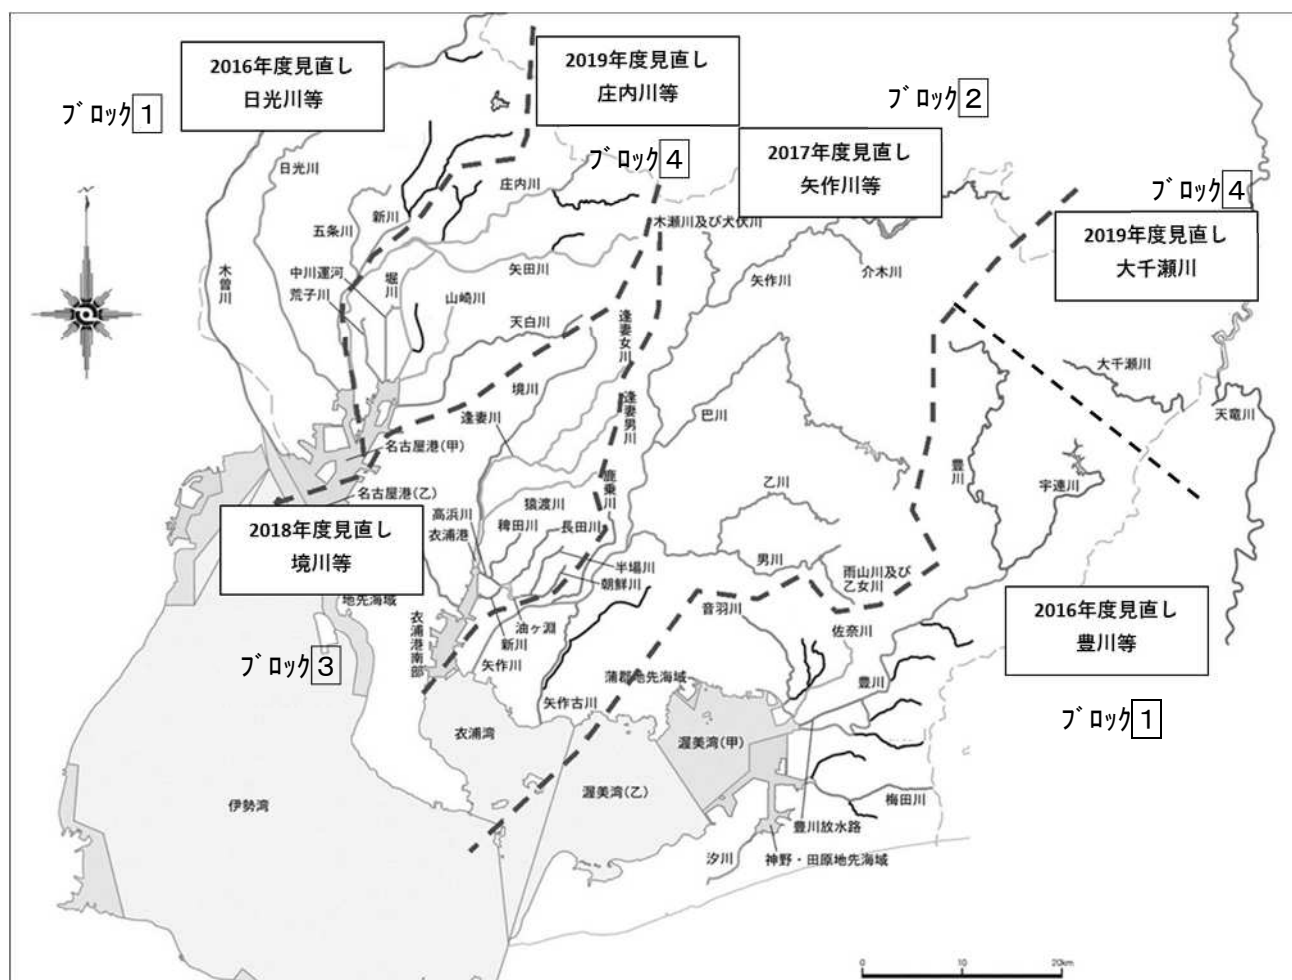 2016年度見直し
日光川等
ブロック1
2019年度見直し
庄内川等
ブロック4
ブロック2
2017年度見直し
矢作川等
ブロック4
2019年度見直し
大千瀬川
日光川
庄内川
新川
五条川
木瀬川及び犬伏川
木曽川
中川運河
荒子川
堀川
矢田川
山崎川
天白川
矢作川
介木川
逢妻女川
境川
逢妻川
逢妻男川
巴川
大千瀬川
天竜川
名古屋港(甲)
名古屋港(乙)
鹿乗川
豊川
宇連川
乙川
2018年度見直し
境川等
高浜川
衣浦港
猿渡川
稗田川
長田川
半場川
朝鮮川
男川
雨山川及び
乙女川
2016年度見直し
豊川等
ブロック1
地先海域
衣浦港南部
油ヶ淵
新川
矢作川
音羽川
佐奈川
ブロック3
矢作古川
蒲郡地先海域
豊川
衣浦湾
渥美湾(甲)
伊勢湾
渥美湾(乙)
梅田川
豊川放水路
汐川
神野・田原地先海域
0
10
20km